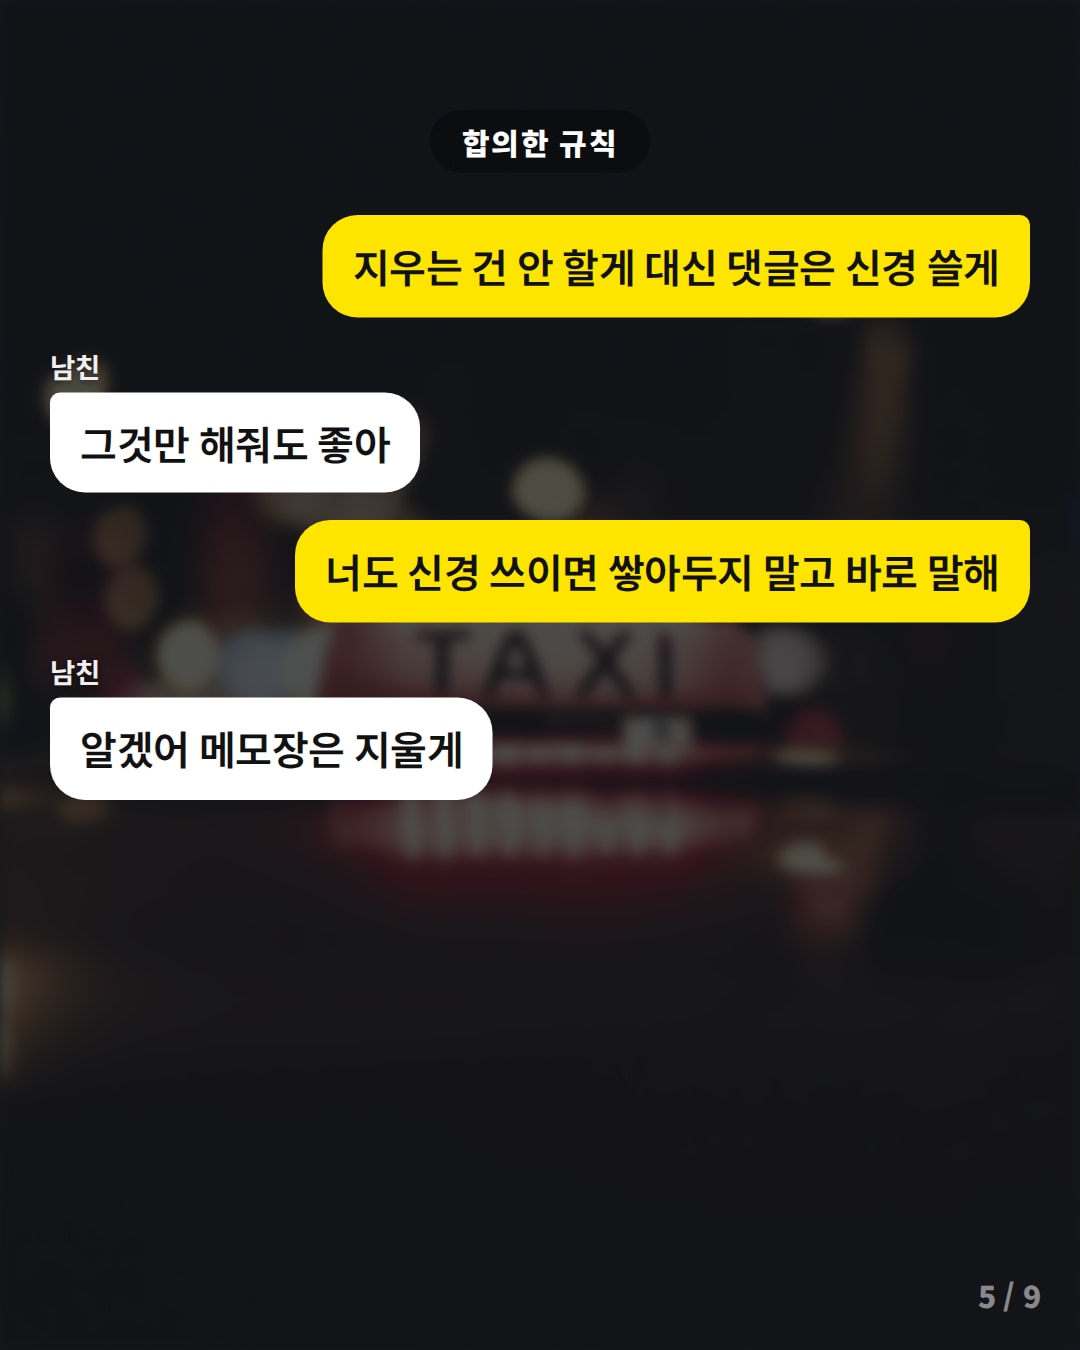 합의한 규칙
지우는 건 안 할게 대신 댓글은 신경 쓸게
남친
그것만 해줘도 좋아
너도 신경 쓰이면 쌓아두지 말고 바로 말해
TAXI
남친
알겠어 메모장은 지울게
5 / 9